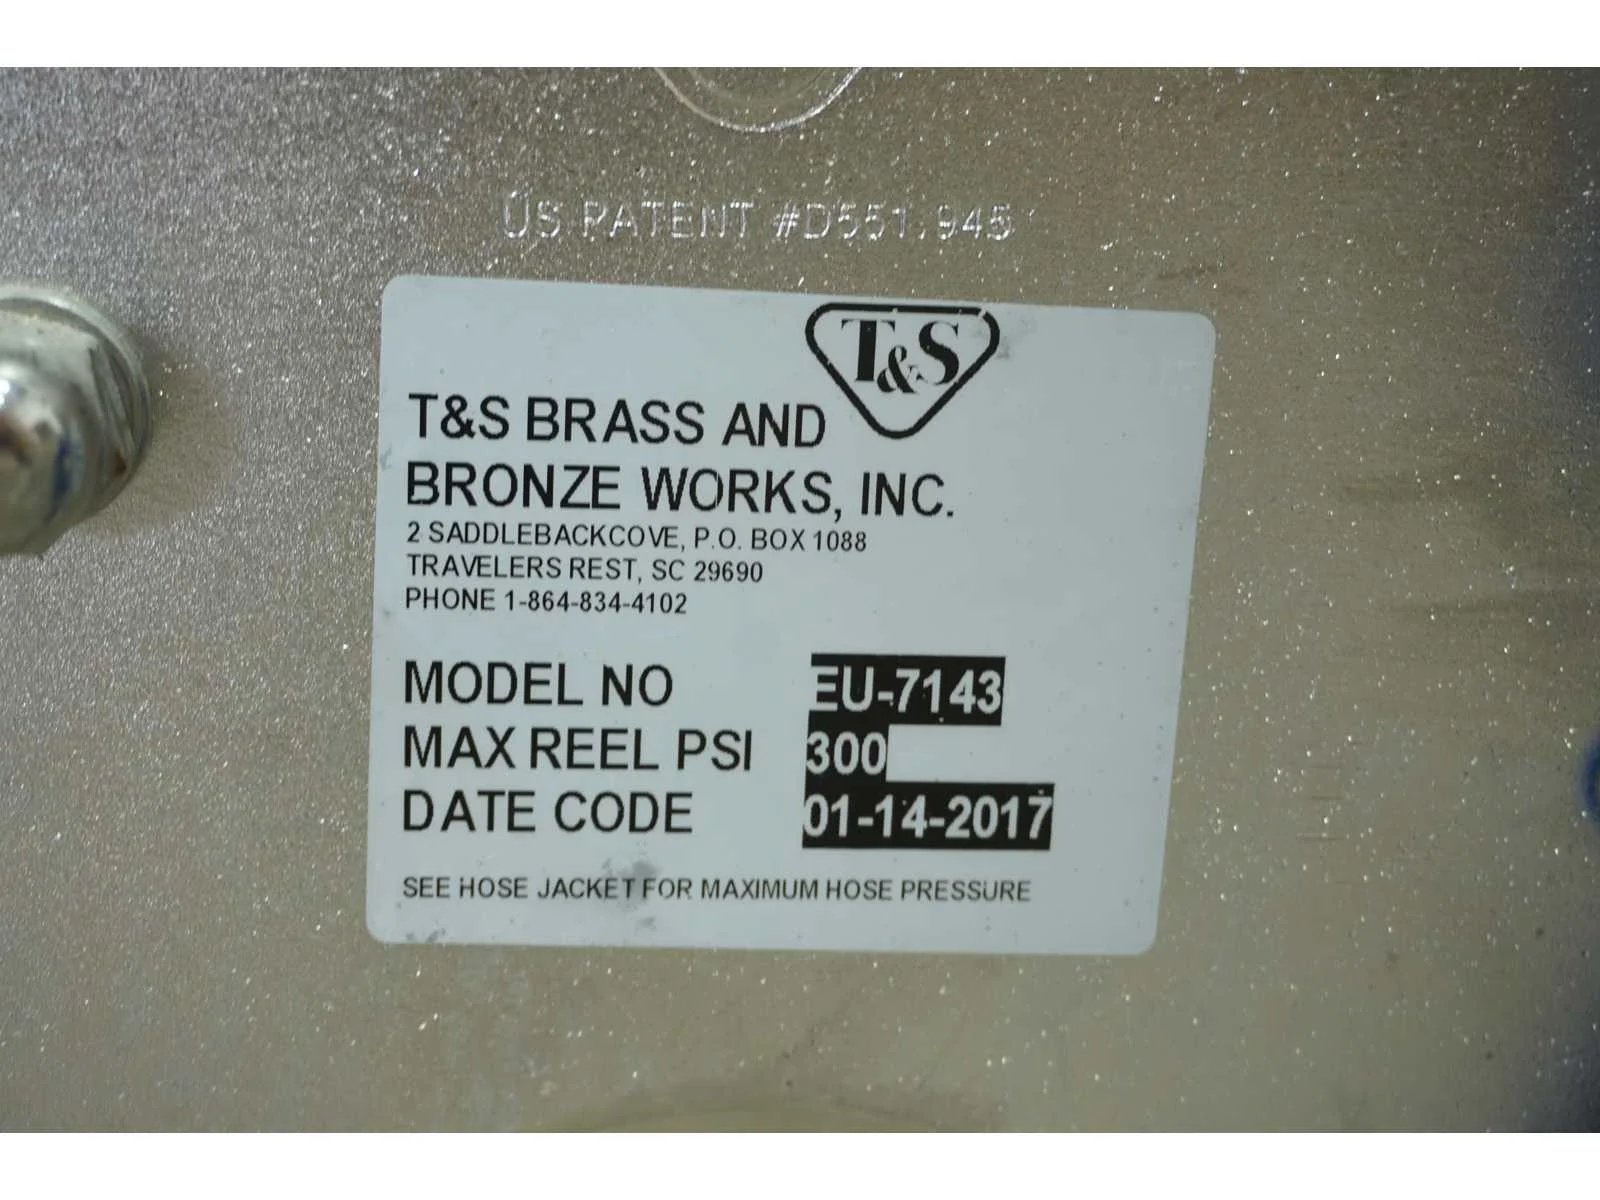 US PATENT #D551,945
T&S
T&S BRASS AND
BRONZE WORKS, INC.
2 SADDLEBACKCOVE, P.O. BOX 1088
TRAVELERS REST, SC 29690
PHONE 1-864-834-4102
MODEL NO EU-7143
MAX REEL PSI 300
DATE CODE 01-14-2017
SEE HOSE JACKET FOR MAXIMUM HOSE PRESSURE